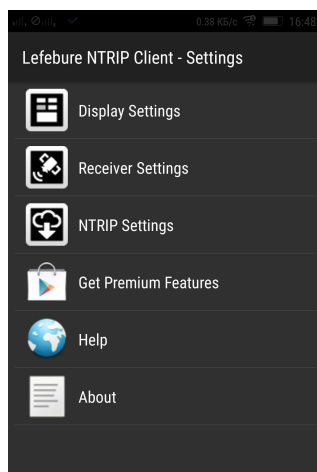 0.38 КБ/с 16:48
Lefebure NTRIP Client - Settings
Display Settings
Receiver Settings
NTRIP Settings
Get Premium Features
Help
About